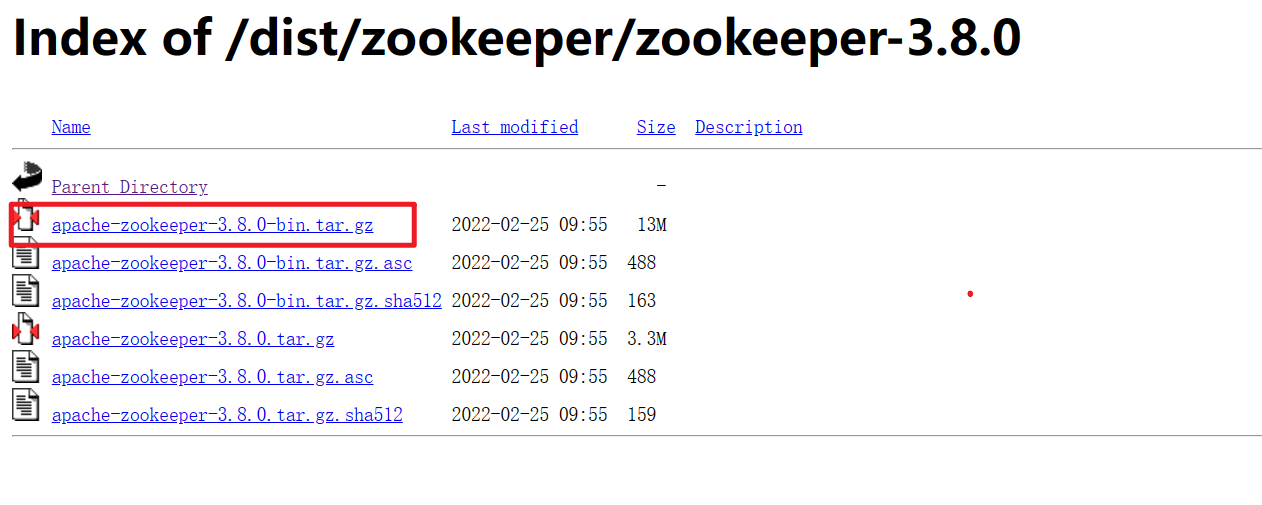 Index of /dist/zookeeper/zookeeper-3.8.0
Name Last modified Size Description
Parent Directory -
apache-zookeeper-3.8.0-bin.tar.gz 2022-02-25 09:55 13M
apache-zookeeper-3.8.0-bin.tar.gz.asc 2022-02-25 09:55 488
apache-zookeeper-3.8.0-bin.tar.gz.sha512 2022-02-25 09:55 163
apache-zookeeper-3.8.0.tar.gz 2022-02-25 09:55 3.3M
apache-zookeeper-3.8.0.tar.gz.asc 2022-02-25 09:55 488
apache-zookeeper-3.8.0.tar.gz.sha512 2022-02-25 09:55 159